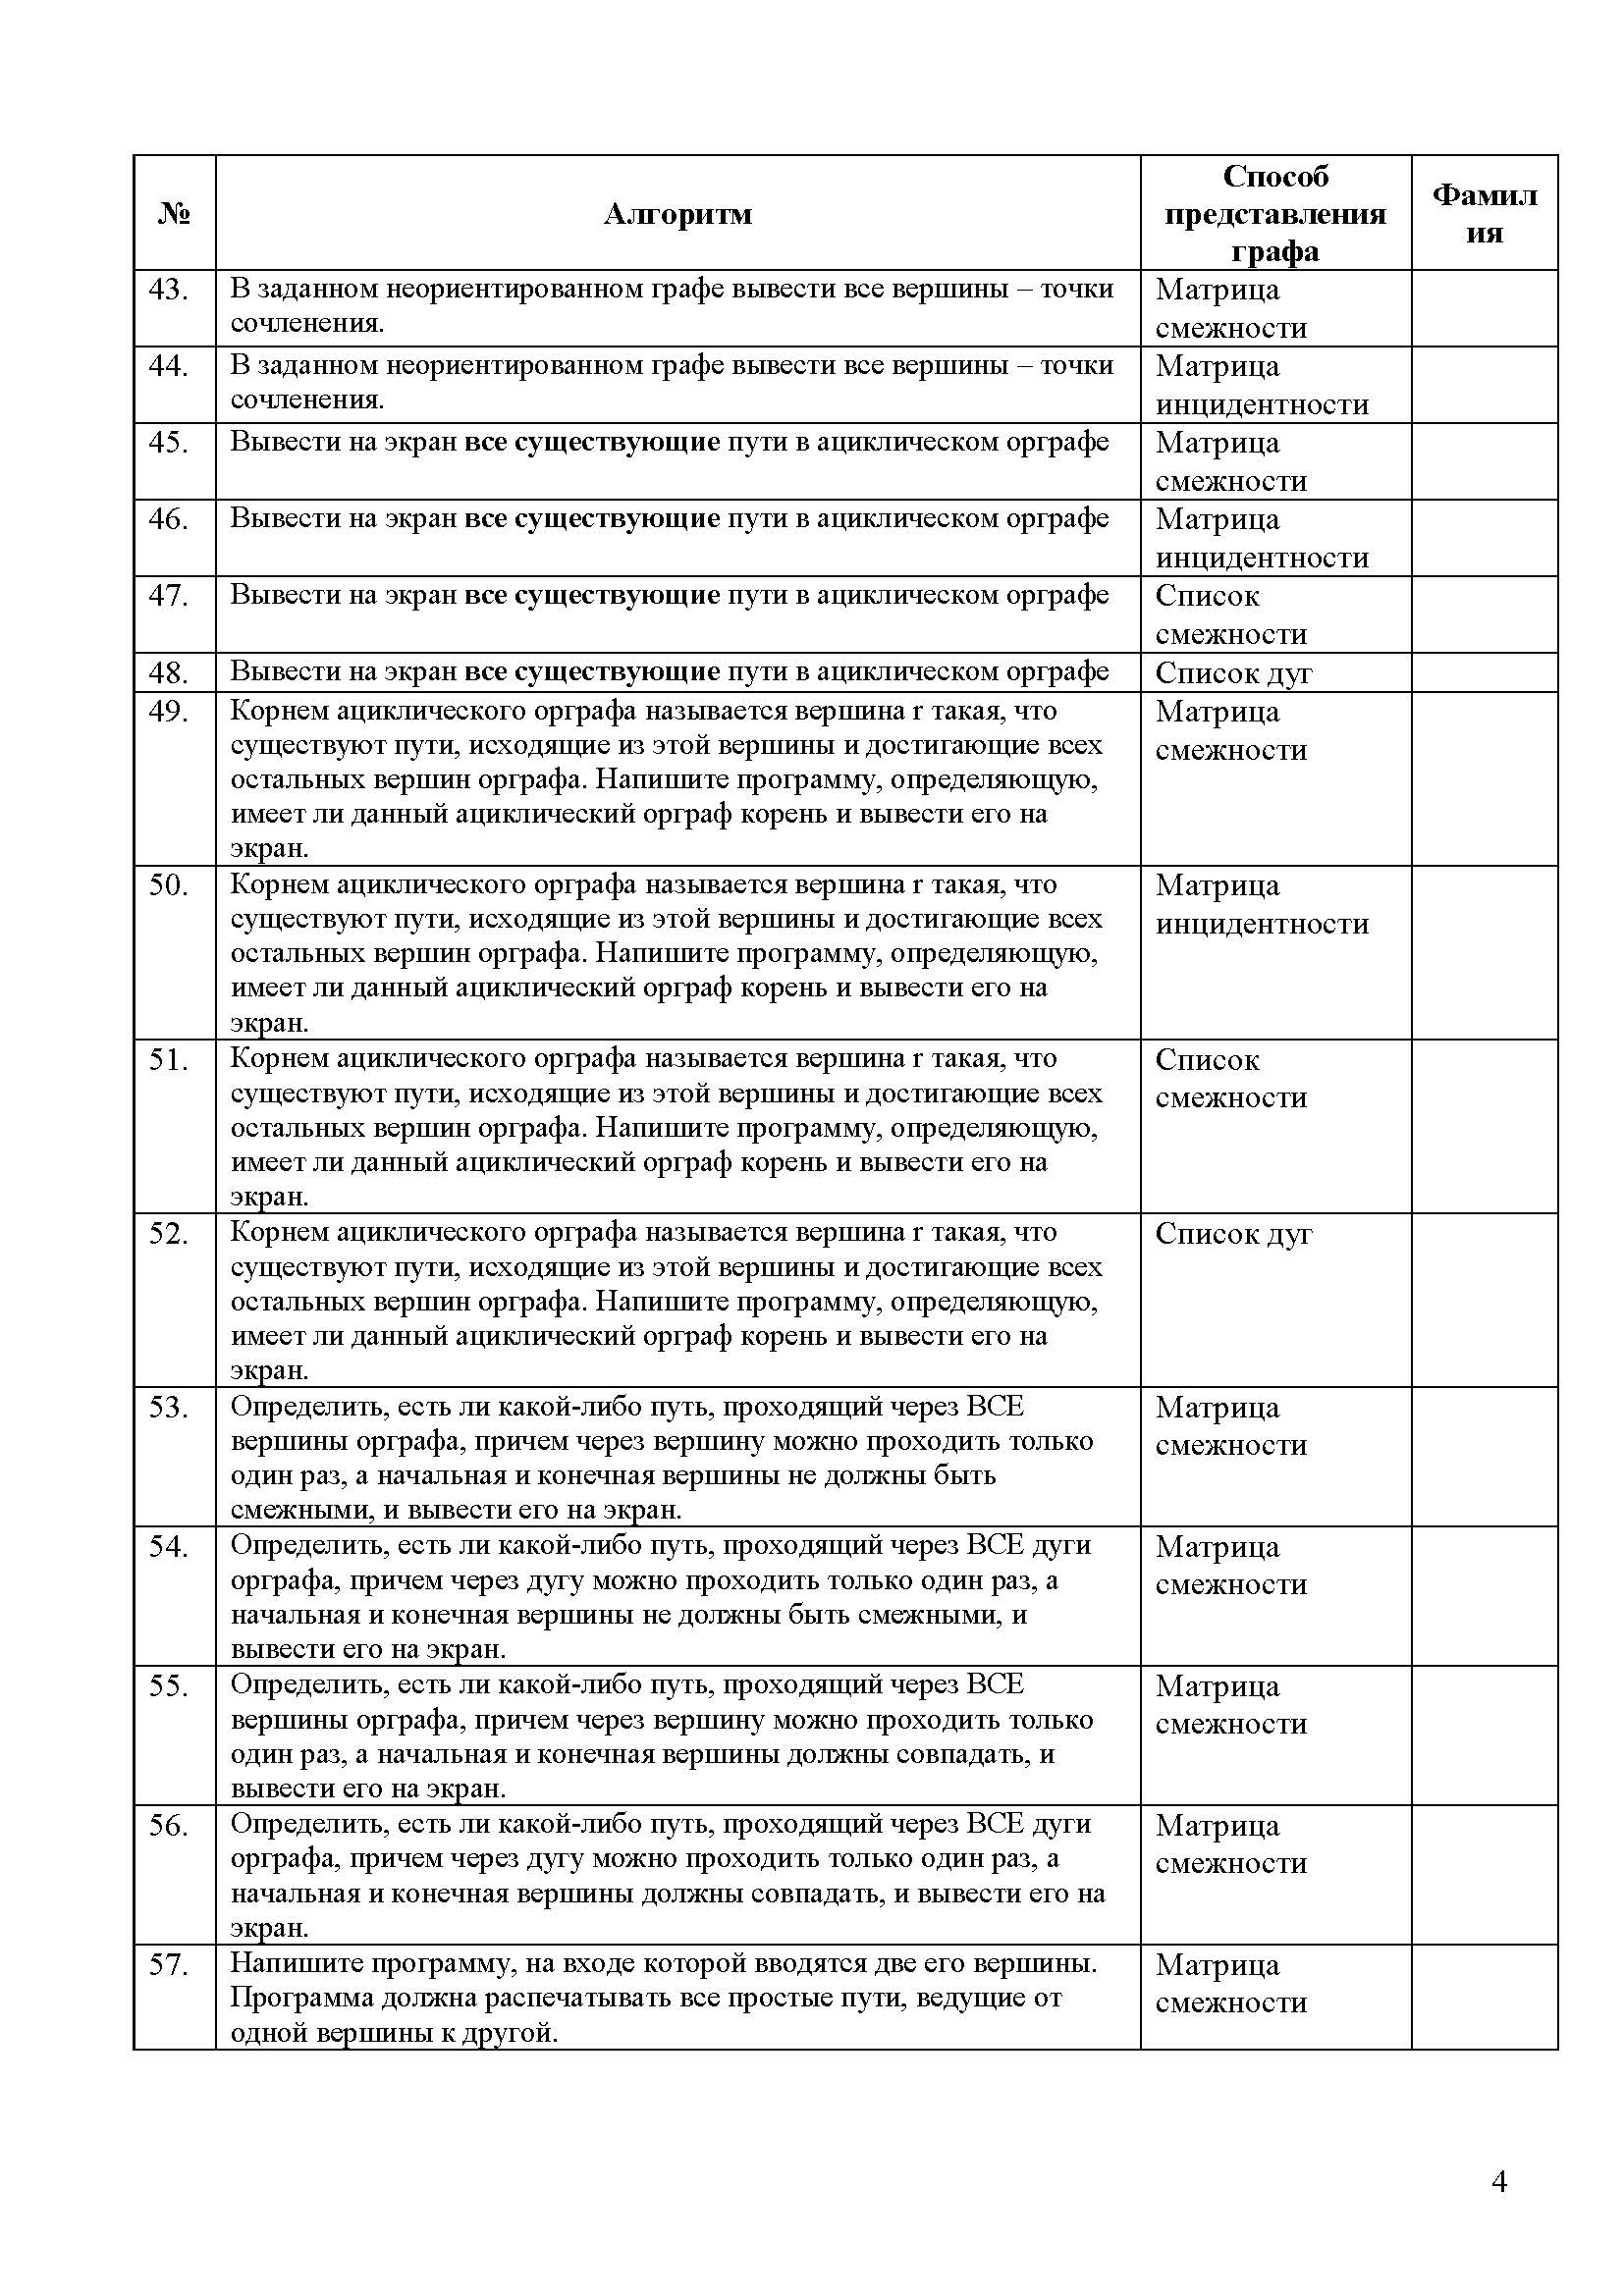 №
Алгоритм
Способ
представления
графа
Фамил
ия
43.
В заданном неориентированном графе вывести все вершины – точки
сочленения.
Матрица
смежности
44.
В заданном неориентированном графе вывести все вершины – точки
сочленения.
Матрица
инцидентности
45.
Вывести на экран все существующие пути в ациклическом орграфе
Матрица
смежности
46.
Вывести на экран все существующие пути в ациклическом орграфе
Матрица
инцидентности
47.
Вывести на экран все существующие пути в ациклическом орграфе
Список
смежности
48.
Вывести на экран все существующие пути в ациклическом орграфе
Список дуг
49.
Корнем ациклического орграфа называется вершина r такая, что
существуют пути, исходящие из этой вершины и достигающие всех
остальных вершин орграфа. Напишите программу, определяющую,
имеет ли данный ациклический орграф корень и вывести его на
экран.
Матрица
смежности
50.
Корнем ациклического орграфа называется вершина r такая, что
существуют пути, исходящие из этой вершины и достигающие всех
остальных вершин орграфа. Напишите программу, определяющую,
имеет ли данный ациклический орграф корень и вывести его на
экран.
Матрица
инцидентности
51.
Корнем ациклического орграфа называется вершина r такая, что
существуют пути, исходящие из этой вершины и достигающие всех
остальных вершин орграфа. Напишите программу, определяющую,
имеет ли данный ациклический орграф корень и вывести его на
экран.
Список
смежности
52.
Корнем ациклического орграфа называется вершина r такая, что
существуют пути, исходящие из этой вершины и достигающие всех
остальных вершин орграфа. Напишите программу, определяющую,
имеет ли данный ациклический орграф корень и вывести его на
экран.
Список дуг
53.
Определить, есть ли какой-либо путь, проходящий через ВСЕ
вершины орграфа, причем через вершину можно проходить только
один раз, а начальная и конечная вершины не должны быть
смежными, и вывести его на экран.
Матрица
смежности
54.
Определить, есть ли какой-либо путь, проходящий через ВСЕ дуги
орграфа, причем через дугу можно проходить только один раз, а
начальная и конечная вершины не должны быть смежными, и
вывести его на экран.
Матрица
смежности
55.
Определить, есть ли какой-либо путь, проходящий через ВСЕ
вершины орграфа, причем через вершину можно проходить только
один раз, а начальная и конечная вершины должны совпадать, и
вывести его на экран.
Матрица
смежности
56.
Определить, есть ли какой-либо путь, проходящий через ВСЕ дуги
орграфа, причем через дугу можно проходить только один раз, а
начальная и конечная вершины должны совпадать, и вывести его на
экран.
Матрица
смежности
57.
Напишите программу, на входе которой вводятся две его вершины.
Программа должна распечатывать все простые пути, ведущие от
одной вершины к другой.
Матрица
смежности
4